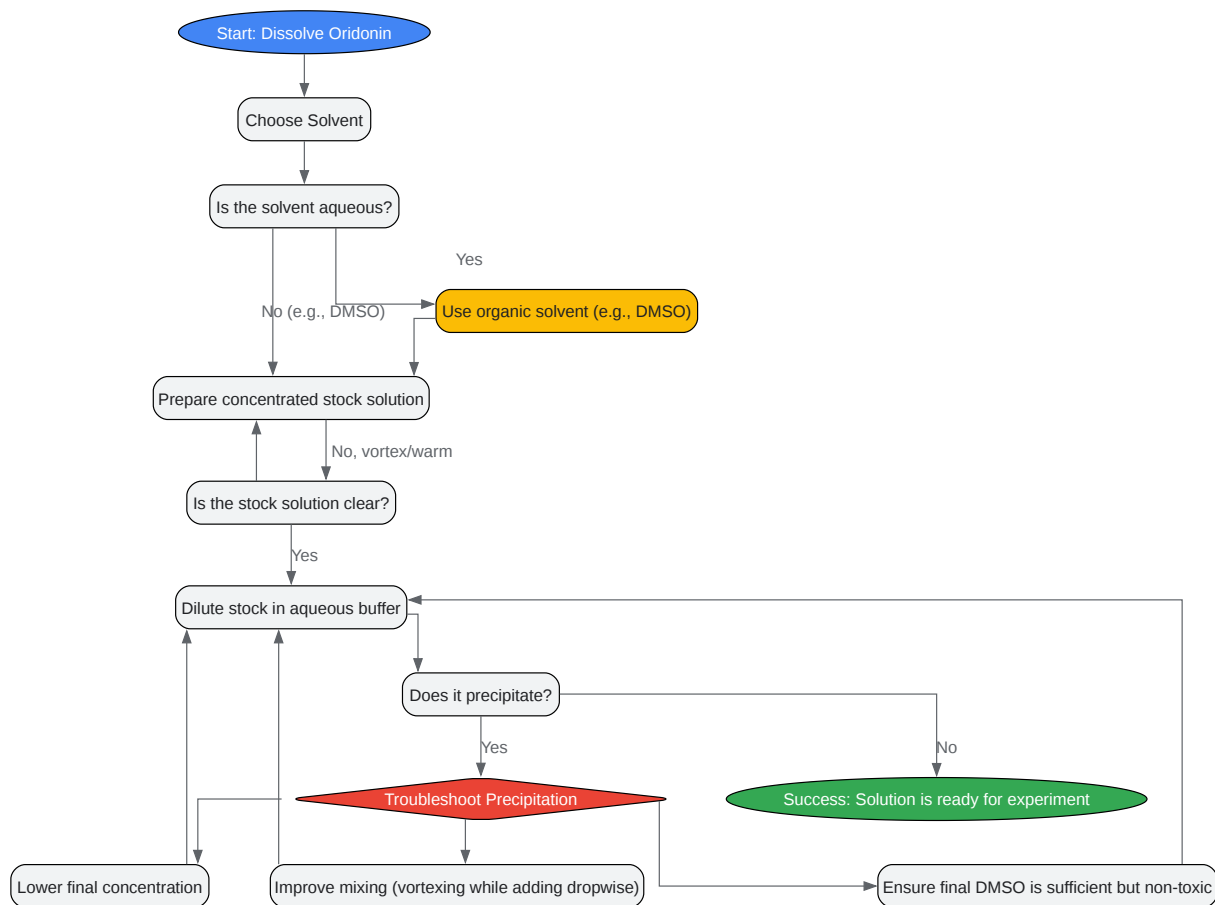 Start: Dissolve Oridonin
Choose Solvent
Is the solvent aqueous?
Yes
No (e.g., DMSO)
Use organic solvent (e.g., DMSO)
Prepare concentrated stock solution
No, vortex/warm
Is the stock solution clear?
Yes
Dilute stock in aqueous buffer
Does it precipitate?
Yes
No
Troubleshoot Precipitation
Success: Solution is ready for experiment
Lower final concentration
Improve mixing (vortexing while adding dropwise)
Ensure final DMSO is sufficient but non-toxic